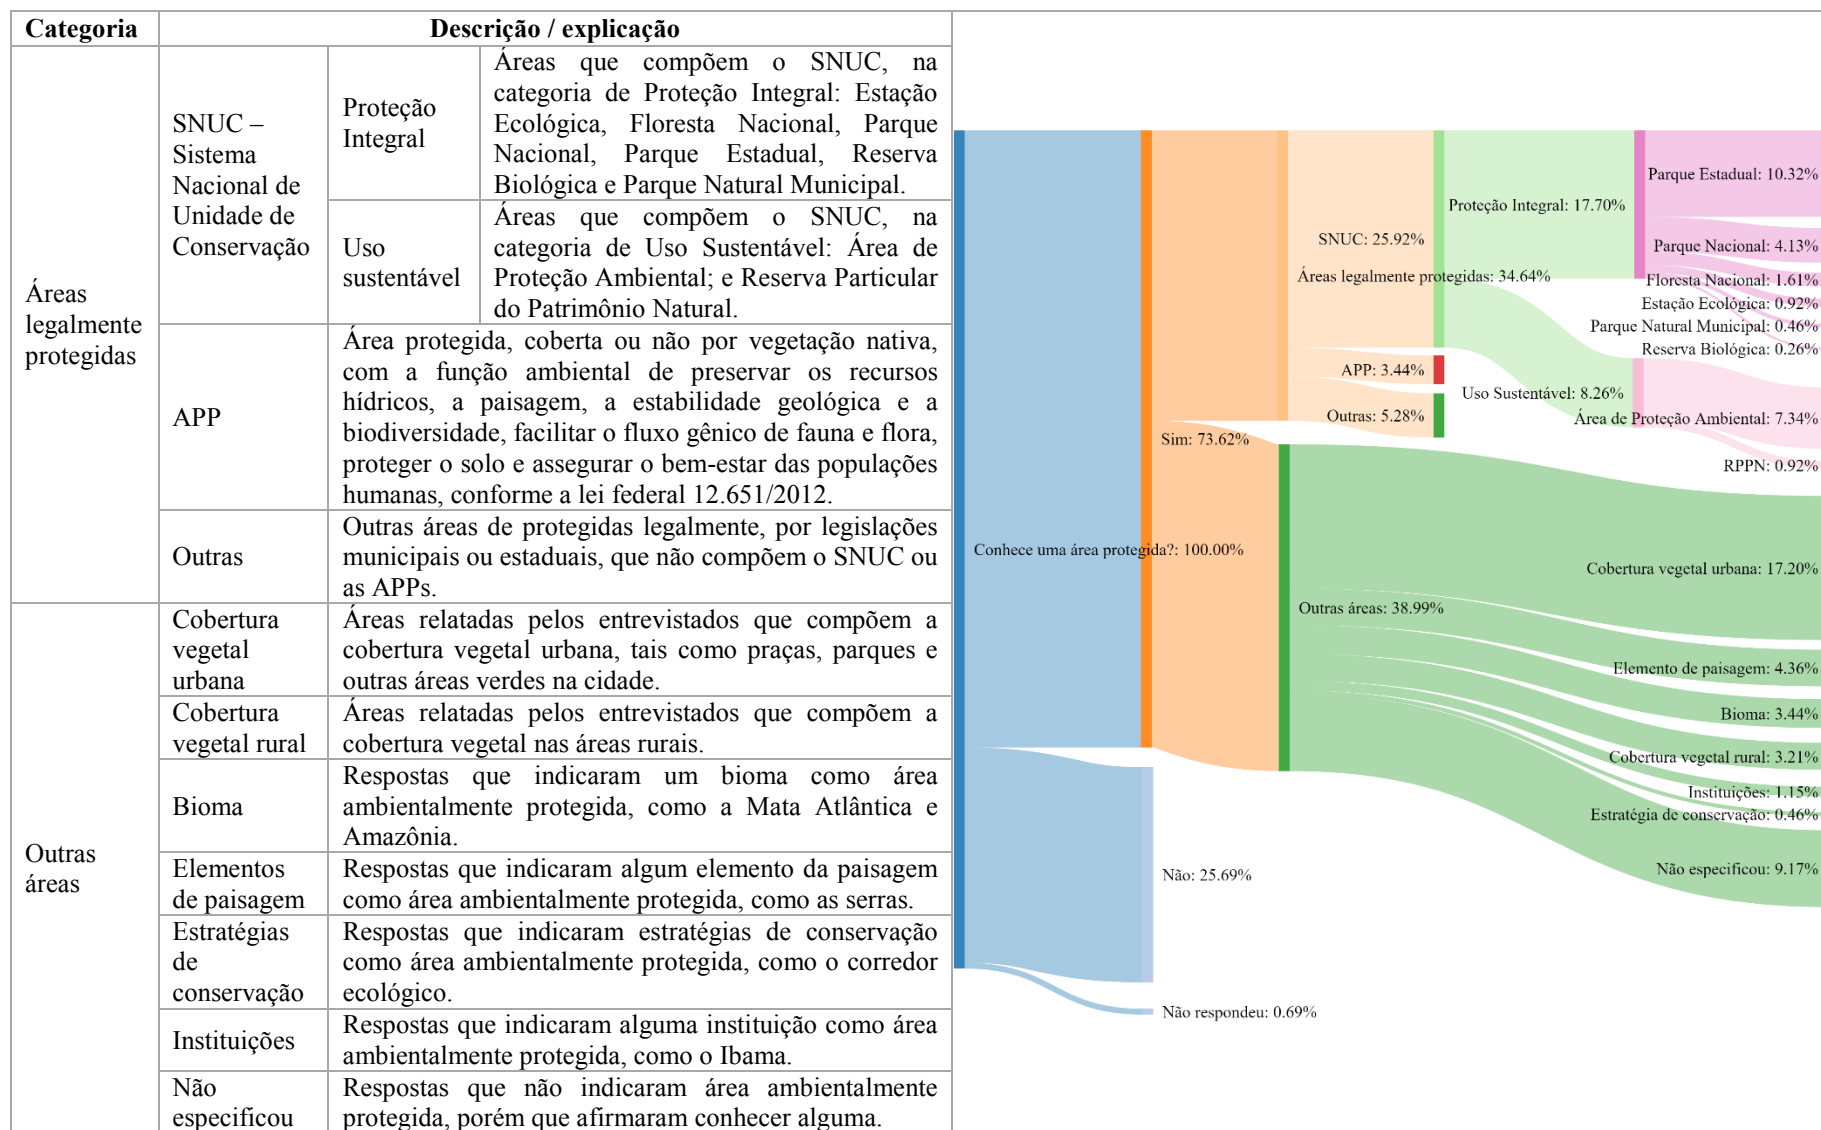 Categoria
Descrição / explicação
Áreas
legalmente
protegidas
SNUC –
Sistema
Nacional de
Unidade de
Conservação
Proteção
Integral
Áreas que compõem o SNUC, na
categoria de Proteção Integral: Estação
Ecológica, Floresta Nacional, Parque
Nacional, Parque Estadual, Reserva
Biológica e Parque Natural Municipal.
Uso
sustentável
Áreas que compõem o SNUC, na
categoria de Uso Sustentável: Área de
Proteção Ambiental; e Reserva Particular
do Patrimônio Natural.
APP
Área protegida, coberta ou não por vegetação nativa,
com a função ambiental de preservar os recursos
hídricos, a paisagem, a estabilidade geológica e a
biodiversidade, facilitar o fluxo gênico de fauna e flora,
proteger o solo e assegurar o bem-estar das populações
humanas, conforme a lei federal 12.651/2012.
Outras
Outras áreas de protegidas legalmente, por legislações
municipais ou estaduais, que não compõem o SNUC ou
as APPs.
Outras
áreas
Cobertura
vegetal
urbana
Áreas relatadas pelos entrevistados que compõem a
cobertura vegetal urbana, tais como praças, parques e
outras áreas verdes na cidade.
Cobertura
vegetal rural
Áreas relatadas pelos entrevistados que compõem a
cobertura vegetal nas áreas rurais.
Bioma
Respostas que indicaram um bioma como área
ambientalmente protegida, como a Mata Atlântica e
Amazônia.
Elementos
de paisagem
Respostas que indicaram algum elemento da paisagem
como área ambientalmente protegida, como as serras.
Estratégias
de
conservação
Respostas que indicaram estratégias de conservação
como área ambientalmente protegida, como o corredor
ecológico.
Instituições
Respostas que indicaram alguma instituição como área
ambientalmente protegida, como o Ibama.
Não
especificou
Respostas que não indicaram área ambientalmente
protegida, porém que afirmaram conhecer alguma.
Conhece uma área protegida?: 100.00%
Sim: 73.62%
Não: 25.69%
Não respondeu: 0.69%
Áreas legalmente protegidas: 34.64%
Outras áreas: 38.99%
SNUC: 25.92%
APP: 3.44%
Outras: 5.28%
Proteção Integral: 17.70%
Uso Sustentável: 8.26%
Parque Estadual: 10.32%
Parque Nacional: 4.13%
Floresta Nacional: 1.61%
Estação Ecológica: 0.92%
Parque Natural Municipal: 0.46%
Reserva Biológica: 0.26%
Área de Proteção Ambiental: 7.34%
RPPN: 0.92%
Cobertura vegetal urbana: 17.20%
Elemento de paisagem: 4.36%
Bioma: 3.44%
Cobertura vegetal rural: 3.21%
Instituições: 1.15%
Estratégia de conservação: 0.46%
Não especificou: 9.17%